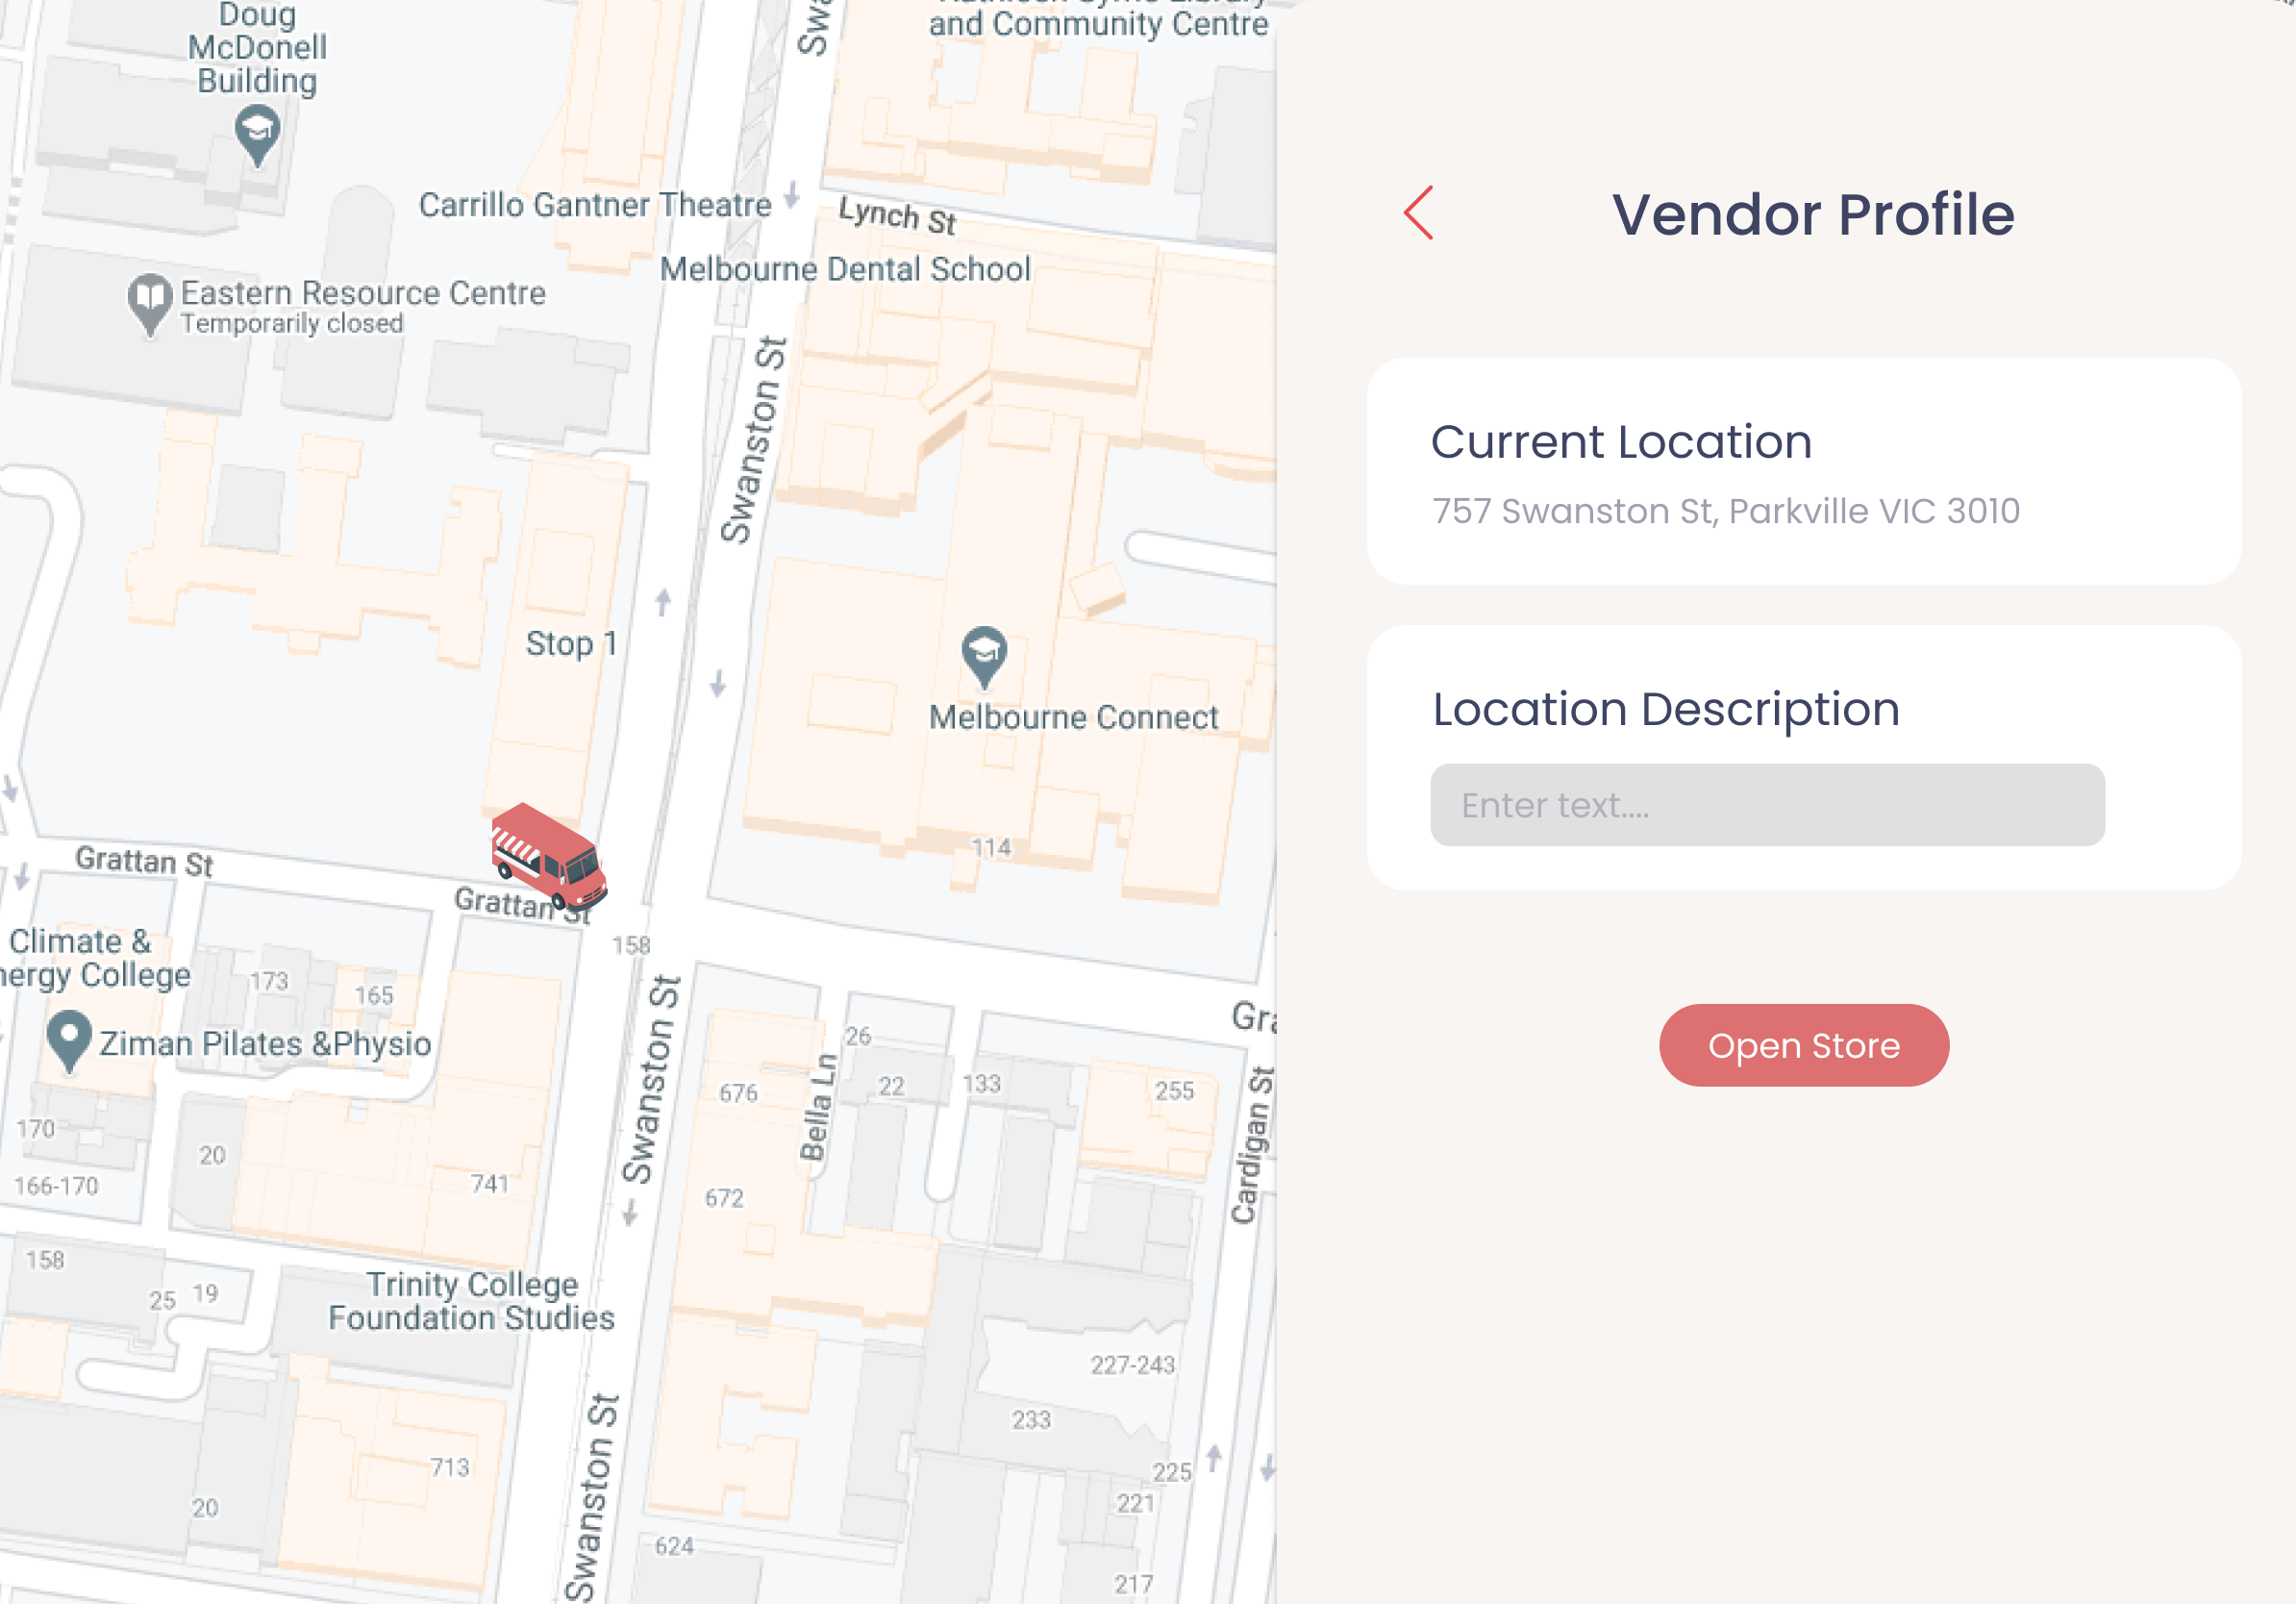 Doug
McDonell
Building
and Community Centre
Carrillo Gantner Theatre
Lynch St
Melbourne Dental School
Eastern Resource Centre
Temporarily closed
Swanston St
Stop 1
Melbourne Connect
114
Grattan St
Grattan St
158
Climate &
College
173
165
Ziman Pilates &Physio
Swanston St
26
Bella Ln
676
22
133
255
Cardigan St
170
20
166-170
741
672
158
25
19
Trinity College
Foundation Studies
227-243
233
Swanston St
713
225
221
20
624
217
Vendor Profile
Current Location
757 Swanston St, Parkville VIC 3010
Location Description
Enter text....
Open Store